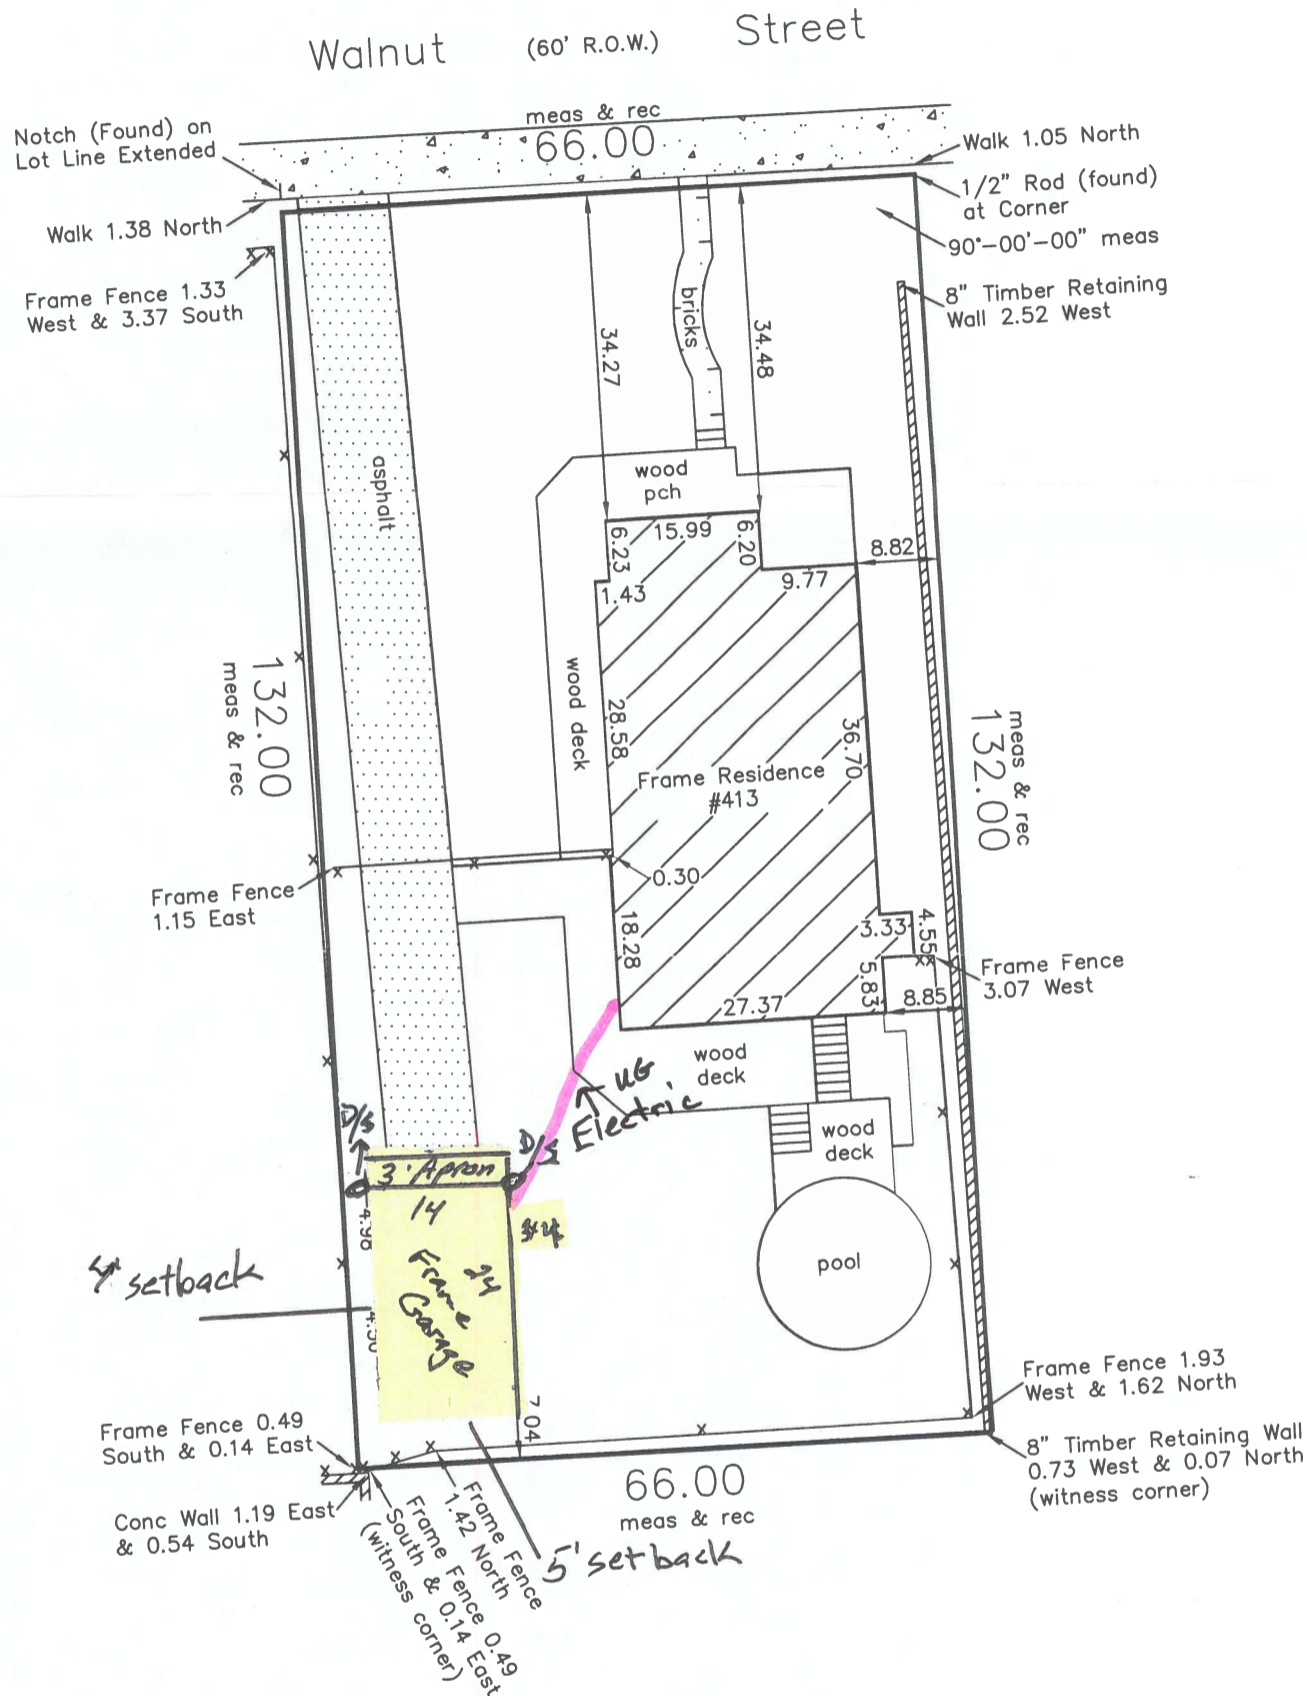 Walnut (60' R.O.W.) Street
meas & rec
66.00
Notch (Found) on
Lot Line Extended
Walk 1.05 North
1/2" Rod (found)
at Corner
Walk 1.38 North
90°-00'-00" meas
Frame Fence 1.33
West & 3.37 South
8" Timber Retaining
Wall 2.52 West
bricks
34.27
34.48
asphalt
wood
pch
6.23
15.99
6.20
8.82
1.43
9.77
132.00
meas & rec
wood deck
28.58
36.70
meas & rec
132.00
Frame Residence
#413
Frame Fence
1.15 East
0.30
18.28
3.33
4.55
5.83
27.37
8.85
Frame Fence
3.07 West
wood
deck
UG
Electric
D/S
D/S
wood
deck
3' Apron
14
4.98
24
Frame
Garage
pool
4' setback
4.50
7.04
Frame Fence 1.93
West & 1.62 North
Frame Fence 0.49
South & 0.14 East
8" Timber Retaining Wall
0.73 West & 0.07 North
(witness corner)
66.00
meas & rec
Conc Wall 1.19 East
& 0.54 South
Frame Fence
1.42 North
Frame Fence 0.49
South & 0.14 East
(witness corner)
5' setback